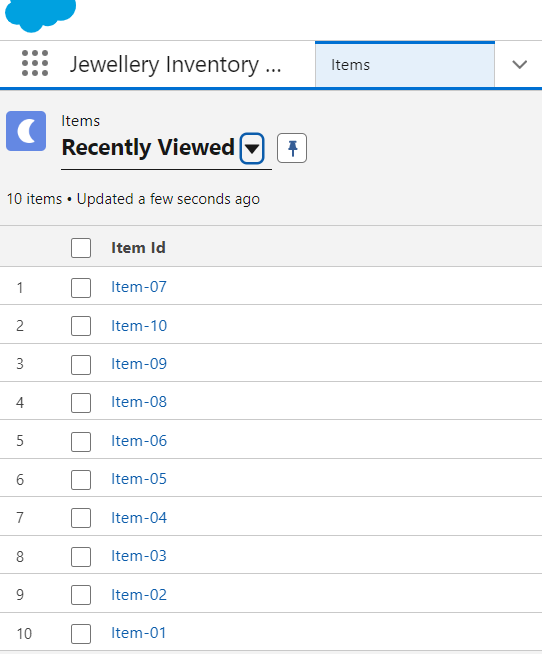 Jewellery Inventory ... Items
Items
Recently Viewed
10 items • Updated a few seconds ago
Item Id
1 Item-07
2 Item-10
3 Item-09
4 Item-08
5 Item-06
6 Item-05
7 Item-04
8 Item-03
9 Item-02
10 Item-01